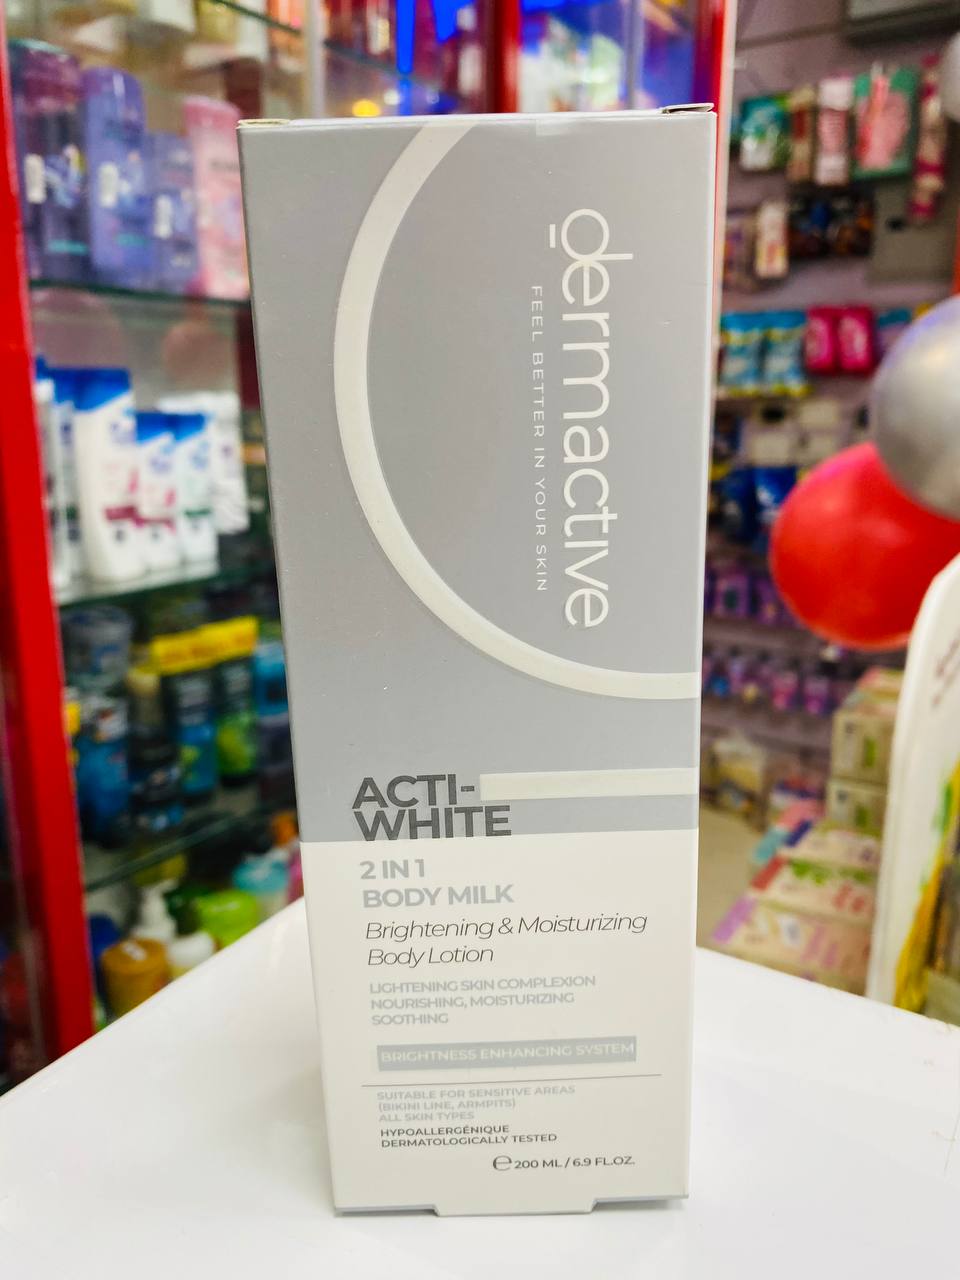 dermactive
FEEL BETTER IN YOUR SKIN
ACTI-
WHITE
2 IN 1
BODY MILK
Brightening & Moisturizing
Body Lotion
LIGHTENING SKIN COMPLEXION
NOURISHING, MOISTURIZING
SOOTHING
BRIGHTNESS ENHANCING SYSTEM
SUITABLE FOR SENSITIVE AREAS
(BIKINI LINE, ARMPITS)
ALL SKIN TYPES
HYPOALLERGÉNIQUE
DERMATOLOGICALLY TESTED
℮ 200 ML / 6.9 FL.OZ.